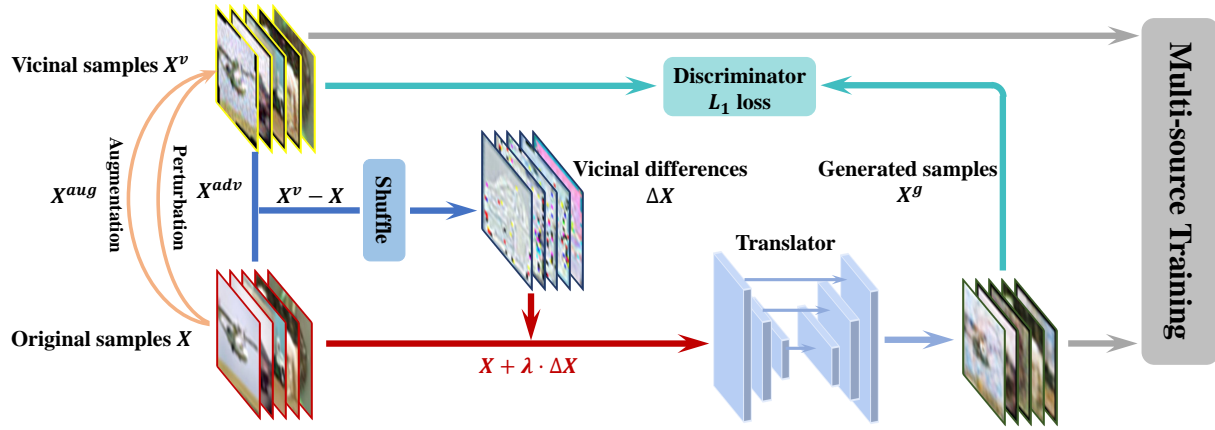 Vicinal samples X^v
Discriminator
L_1 loss
Multi-source Training
Augmentation
Perturbation
X^aug
X^adv
X^v − X
Shuffle
Vicinal differences
ΔX
Generated samples
X^g
Translator
Original samples X
X + λ · ΔX